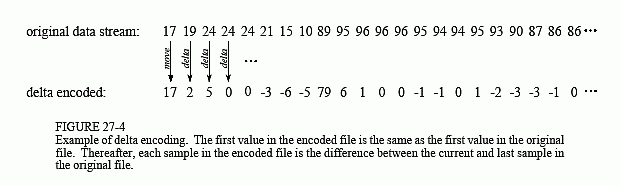 original data stream: 17 19 24 24 24 21 15 10 89 95 96 96 96 95 94 94 95 93 90 87 86 86 •••
move delta delta delta •••
delta encoded: 17 2 5 0 0 -3 -6 -5 79 6 1 0 0 -1 -1 0 1 -2 -3 -3 -1 0 •••
FIGURE 27-4
Example of delta encoding. The first value in the encoded file is the same as the first value in the original
file. Thereafter, each sample in the encoded file is the difference between the current and last sample in
the original file.